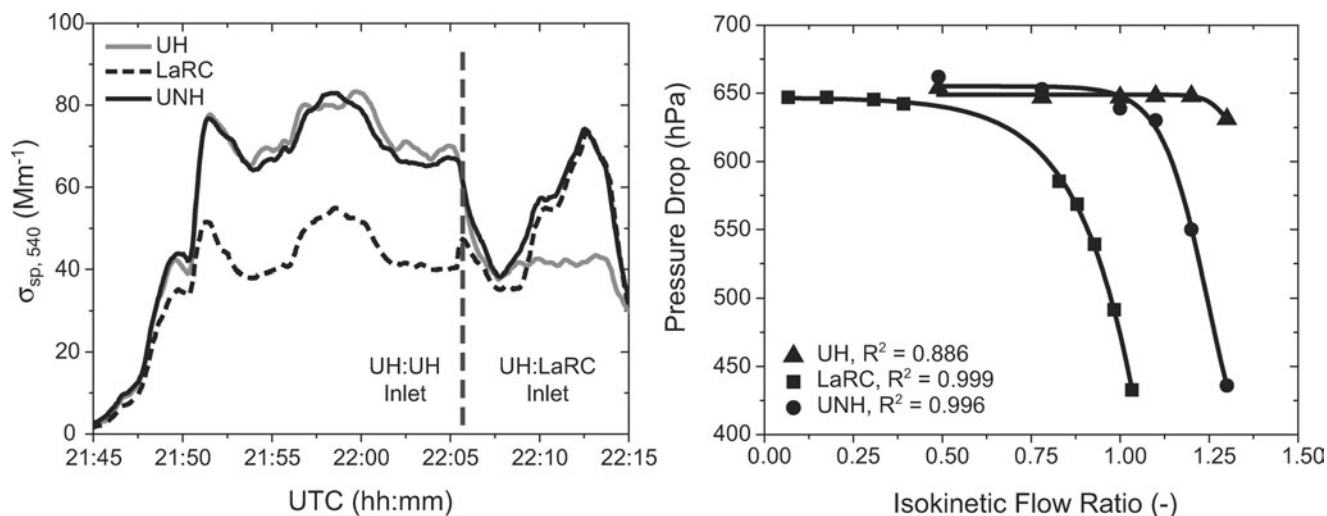 100
80
60
40
20
0
σsp, 540 (Mm-1)
UH
LaRC
UNH
UH:UH
Inlet
UH:LaRC
Inlet
21:45 21:50 21:55 22:00 22:05 22:10 22:15
UTC (hh:mm)
700
650
600
550
500
450
400
Pressure Drop (hPa)
UH, R² = 0.886
LaRC, R² = 0.999
UNH, R² = 0.996
0.00 0.25 0.50 0.75 1.00 1.25 1.50
Isokinetic Flow Ratio (-)